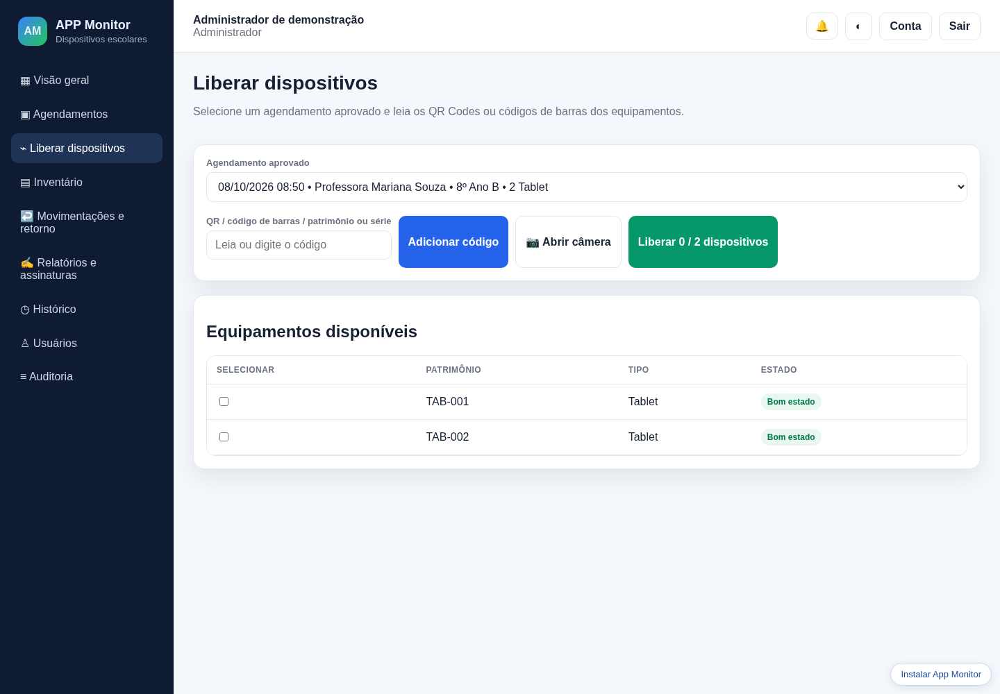 AM
APP Monitor
Dispositivos escolares
▦ Visão geral
▣ Agendamentos
⌁ Liberar dispositivos
▤ Inventário
↩️ Movimentações e
retorno
✍️ Relatórios e
assinaturas
◷ Histórico
♙ Usuários
≡ Auditoria
Administrador de demonstração
Administrador
🔔
◐
Conta
Sair
Liberar dispositivos
Selecione um agendamento aprovado e leia os QR Codes ou códigos de barras dos equipamentos.
Agendamento aprovado
08/10/2026 08:50 • Professora Mariana Souza • 8º Ano B • 2 Tablet
QR / código de barras / patrimônio ou série
Leia ou digite o código
Adicionar código
📷 Abrir câmera
Liberar 0 / 2 dispositivos
Equipamentos disponíveis
SELECIONAR PATRIMÔNIO TIPO ESTADO
TAB-001 Tablet Bom estado
TAB-002 Tablet Bom estado
Instalar App Monitor